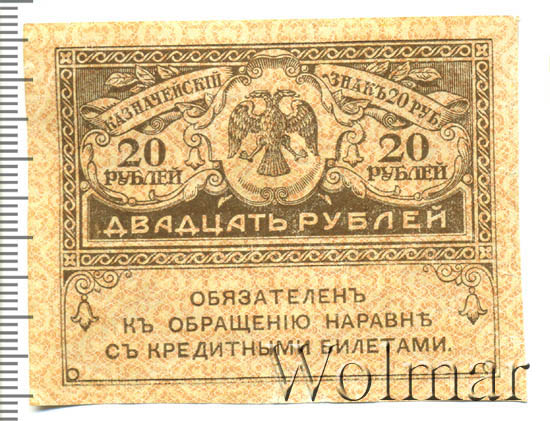 КАЗНАЧЕЙСКІЙ
ЗНАКЪ 20 РУБ.
20
РУБЛЕЙ
20
РУБЛЕЙ
ДВАДЦАТЬ РУБЛЕЙ
ОБЯЗАТЕЛЕНЪ
КЪ ОБРАЩЕНІЮ НАРАВНѢ
СЪ КРЕДИТНЫМИ БИЛЕТАМИ.
Wolmar